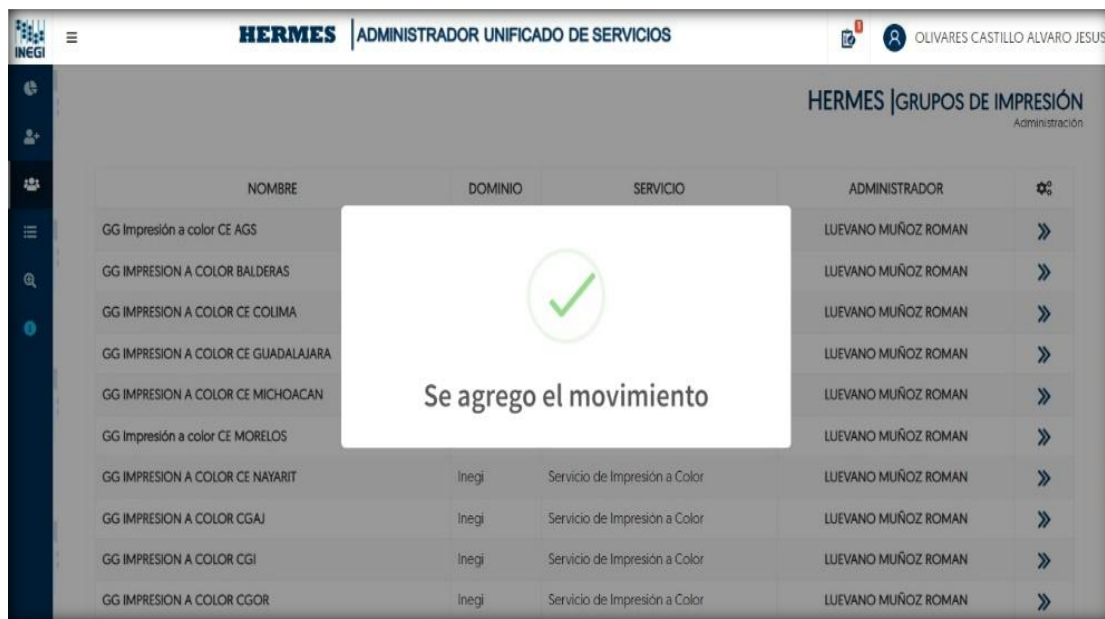 INEGI
HERMES | ADMINISTRADOR UNIFICADO DE SERVICIOS
1
OLIVARES CASTILLO ALVARO JESUS
HERMES |GRUPOS DE IMPRESIÓN
Administración
NOMBRE DOMINIO SERVICIO ADMINISTRADOR
GG Impresión a color CE AGS LUEVANO MUÑOZ ROMAN
GG IMPRESION A COLOR BALDERAS LUEVANO MUÑOZ ROMAN
GG IMPRESION A COLOR CE COLIMA LUEVANO MUÑOZ ROMAN
GG IMPRESION A COLOR CE GUADALAJARA LUEVANO MUÑOZ ROMAN
GG IMPRESION A COLOR CE MICHOACAN LUEVANO MUÑOZ ROMAN
GG Impresión a color CE MORELOS LUEVANO MUÑOZ ROMAN
Se agrego el movimiento
GG IMPRESION A COLOR CE NAYARIT Inegi Servicio de Impresión a Color LUEVANO MUÑOZ ROMAN
GG IMPRESION A COLOR CGAJ Inegi Servicio de Impresión a Color LUEVANO MUÑOZ ROMAN
GG IMPRESION A COLOR CGI Inegi Servicio de Impresión a Color LUEVANO MUÑOZ ROMAN
GG IMPRESION A COLOR CGOR Inegi Servicio de Impresión a Color LUEVANO MUÑOZ ROMAN